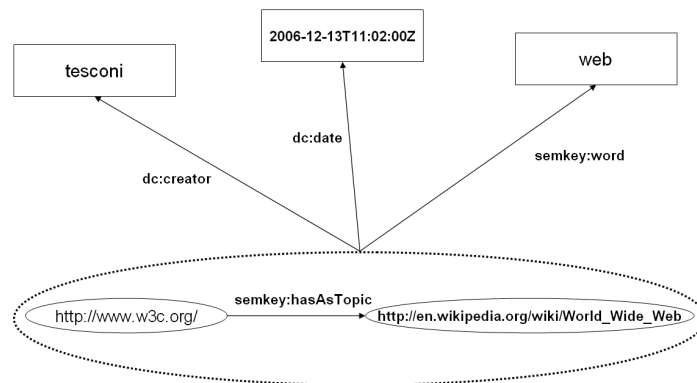 2006-12-13T11:02:00Z
tesconi
web
dc:date
semkey:word
dc:creator
semkey:hasAsTopic
http://www.w3c.org/
http://en.wikipedia.org/wiki/World_Wide_Web